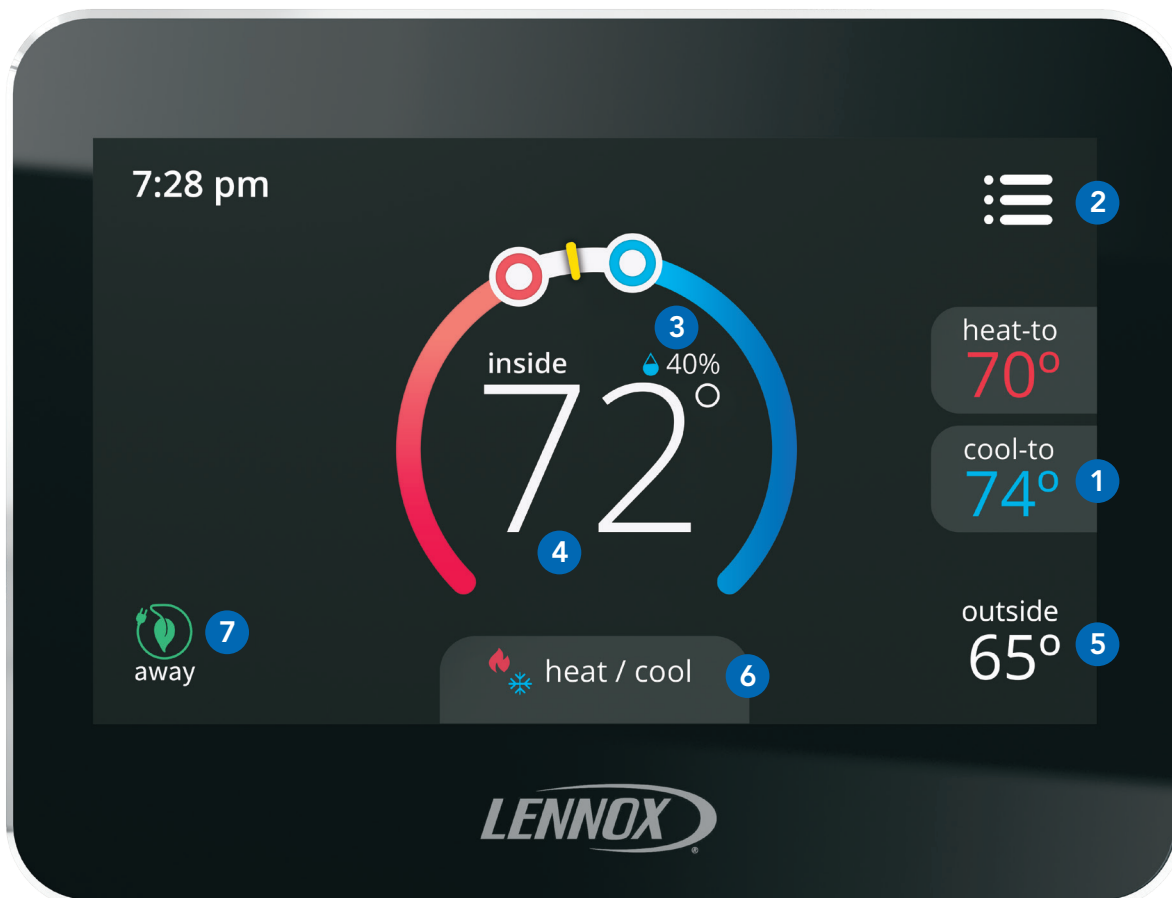 7:28 pm
2
3
inside
40%
72°
4
heat-to
70°
cool-to
74°
1
outside
65°
5
7
away
heat / cool
6
LENNOX
®